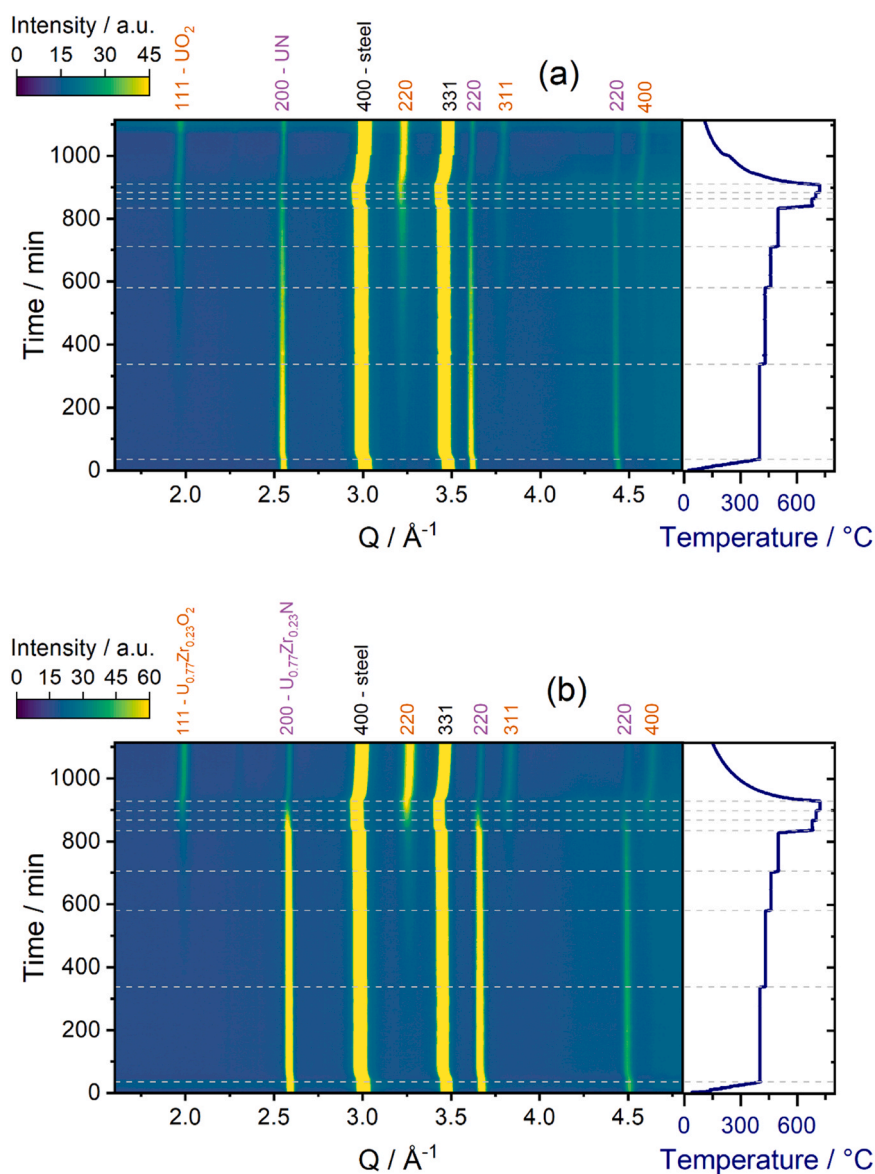 Intensity / a.u.
0 15 30 45
111 - UO₂
200 - UN
400 - steel
220
331
220
311
220
400
(a)
1000
800
600
400
200
0
Time / min
2.0 2.5 3.0 3.5 4.0 4.5
Q / Å⁻¹
0 300 600
Temperature / °C
Intensity / a.u.
0 15 30 45 60
111 - U₀.₇₇Zr₀.₂₃O₂
200 - U₀.₇₇Zr₀.₂₃N
400 - steel
220
331
220
311
220
400
(b)
1000
800
600
400
200
0
Time / min
2.0 2.5 3.0 3.5 4.0 4.5
Q / Å⁻¹
0 300 600
Temperature / °C